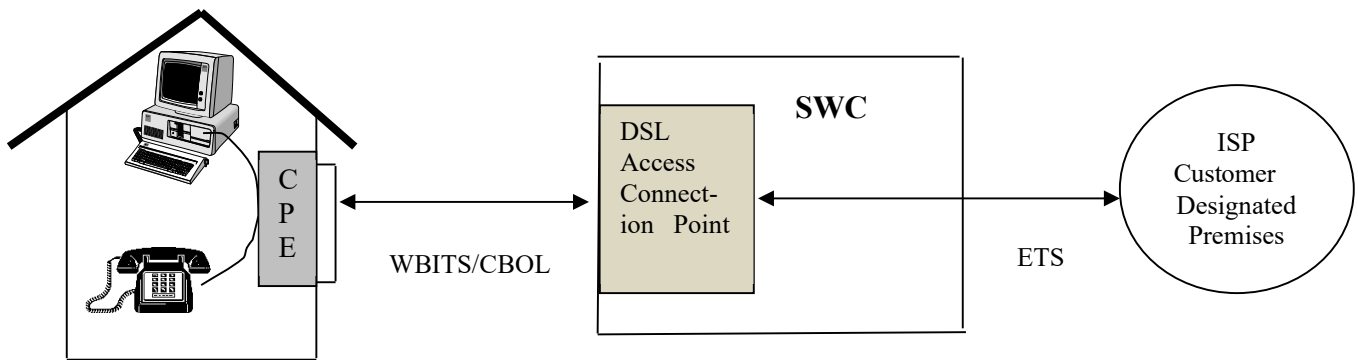 C
P
E
WBITS/CBOL
DSL
Access
Connect-
ion Point
SWC
ETS
ISP
Customer
Designated
Premises